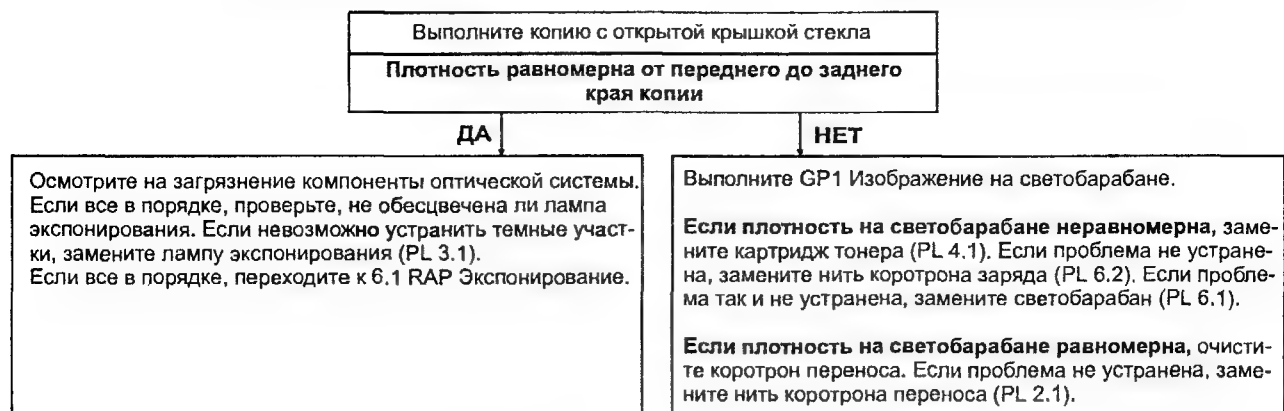 Выполните копию с открытой крышкой стекла
Плотность равномерна от переднего до заднего
края копии
ДА
НЕТ
Осмотрите на загрязнение компоненты оптической системы.
Если все в порядке, проверьте, не обесцвечена ли лампа
экспонирования. Если невозможно устранить темные участ-
ки, замените лампу экспонирования (PL 3.1).
Если все в порядке, переходите к 6.1 RAP Экспонирование.
Выполните GP1 Изображение на светобарабане.
Если плотность на светобарабане неравномерна, заме-
ните картридж тонера (PL 4.1). Если проблема не устране-
на, замените нить коротрона заряда (PL 6.2). Если пробле-
ма так и не устранена, замените светобарабан (PL 6.1).
Если плотность на светобарабане равномерна, очисти-
те коротрон переноса. Если проблема не устранена, заме-
ните нить коротрона переноса (PL 2.1).